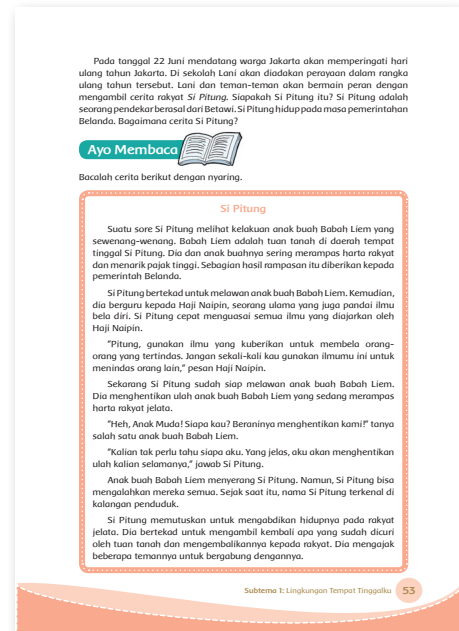 Pada tanggal 22 Juni mendatang warga Jakarta akan memperingati hari
ulang tahun Jakarta. Di sekolah Lani akan diadakan perayaan dalam rangka
ulang tahun tersebut. Lani dan teman-teman akan bermain peran dengan
mengambil cerita rakyat Si Pitung. Siapakah Si Pitung itu? Si Pitung adalah
seorang pendekar berasal dari Betawi. Si Pitung hidup pada masa pemerintahan
Belanda. Bagaimana cerita Si Pitung?
Ayo Membaca
Bacalah cerita berikut dengan nyaring.
Si Pitung
Suatu sore Si Pitung melihat kelakuan anak buah Babah Liem yang
sewenang-wenang. Babah Liem adalah tuan tanah di daerah tempat
tinggal Si Pitung. Dia dan anak buahnya sering merampas harta rakyat
dan menarik pajak tinggi. Sebagian hasil rampasan itu diberikan kepada
pemerintah Belanda.
Si Pitung bertekad untuk melawan anak buah Babah Liem. Kemudian,
dia berguru kepada Haji Naipin, seorang ulama yang juga pandai ilmu
bela diri. Si Pitung cepat menguasai semua ilmu yang diajarkan oleh
Haji Naipin.
"Pitung, gunakan ilmu yang kuberikan untuk membela orang-
orang yang tertindas. Jangan sekali-kali kau gunakan ilmumu ini untuk
menindas orang lain," pesan Haji Naipin.
Sekarang Si Pitung sudah siap melawan anak buah Babah Liem.
Dia menghentikan ulah anak buah Babah Liem yang sedang merampas
harta rakyat jelata.
"Heh, Anak Muda! Siapa kau? Beraninya menghentikan kami!" tanya
salah satu anak buah Babah Liem.
"Kalian tak perlu tahu siapa aku. Yang jelas, aku akan menghentikan
ulah kalian selamanya," jawab Si Pitung.
Anak buah Babah Liem menyerang Si Pitung. Namun, Si Pitung bisa
mengalahkan mereka semua. Sejak saat itu, nama Si Pitung terkenal di
kalangan penduduk.
Si Pitung memutuskan untuk mengabdikan hidupnya pada rakyat
jelata. Dia bertekad untuk mengambil kembali apa yang sudah dicuri
oleh tuan tanah dan mengembalikannya kepada rakyat. Dia mengajak
beberapa temannya untuk bergabung dengannya.
Subtema 1: Lingkungan Tempat Tinggalku 53